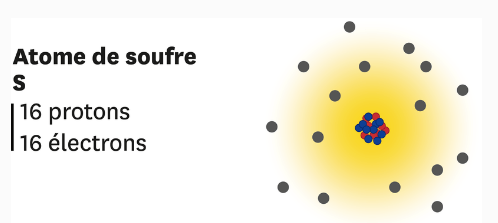 Atome de soufre
S
16 protons
16 électrons